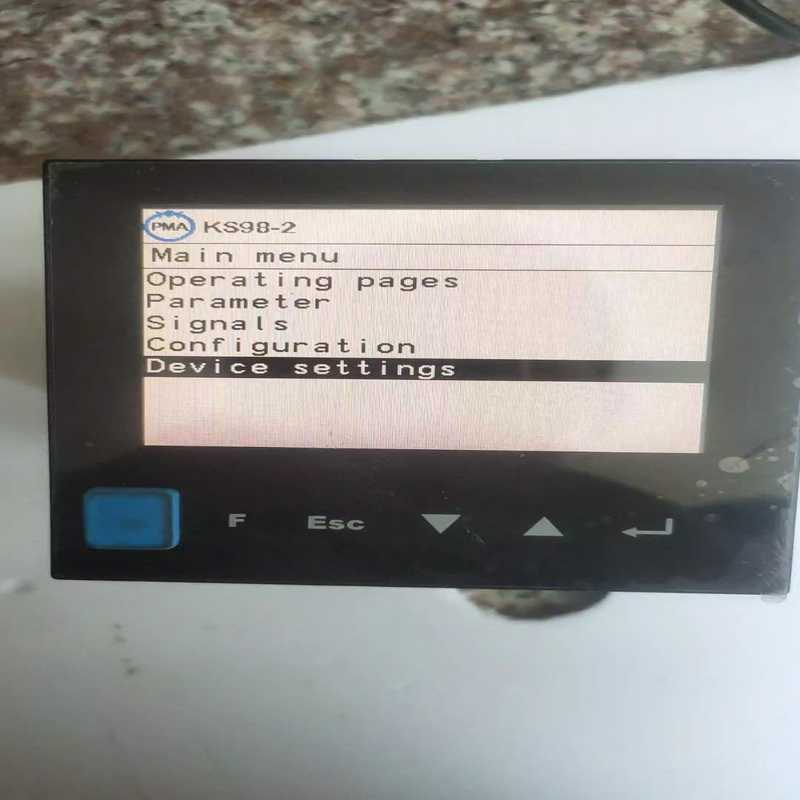 PMA KS98-2
Main menu
Operating pages
Parameter
Signals
Configuration
Device settings
F Esc